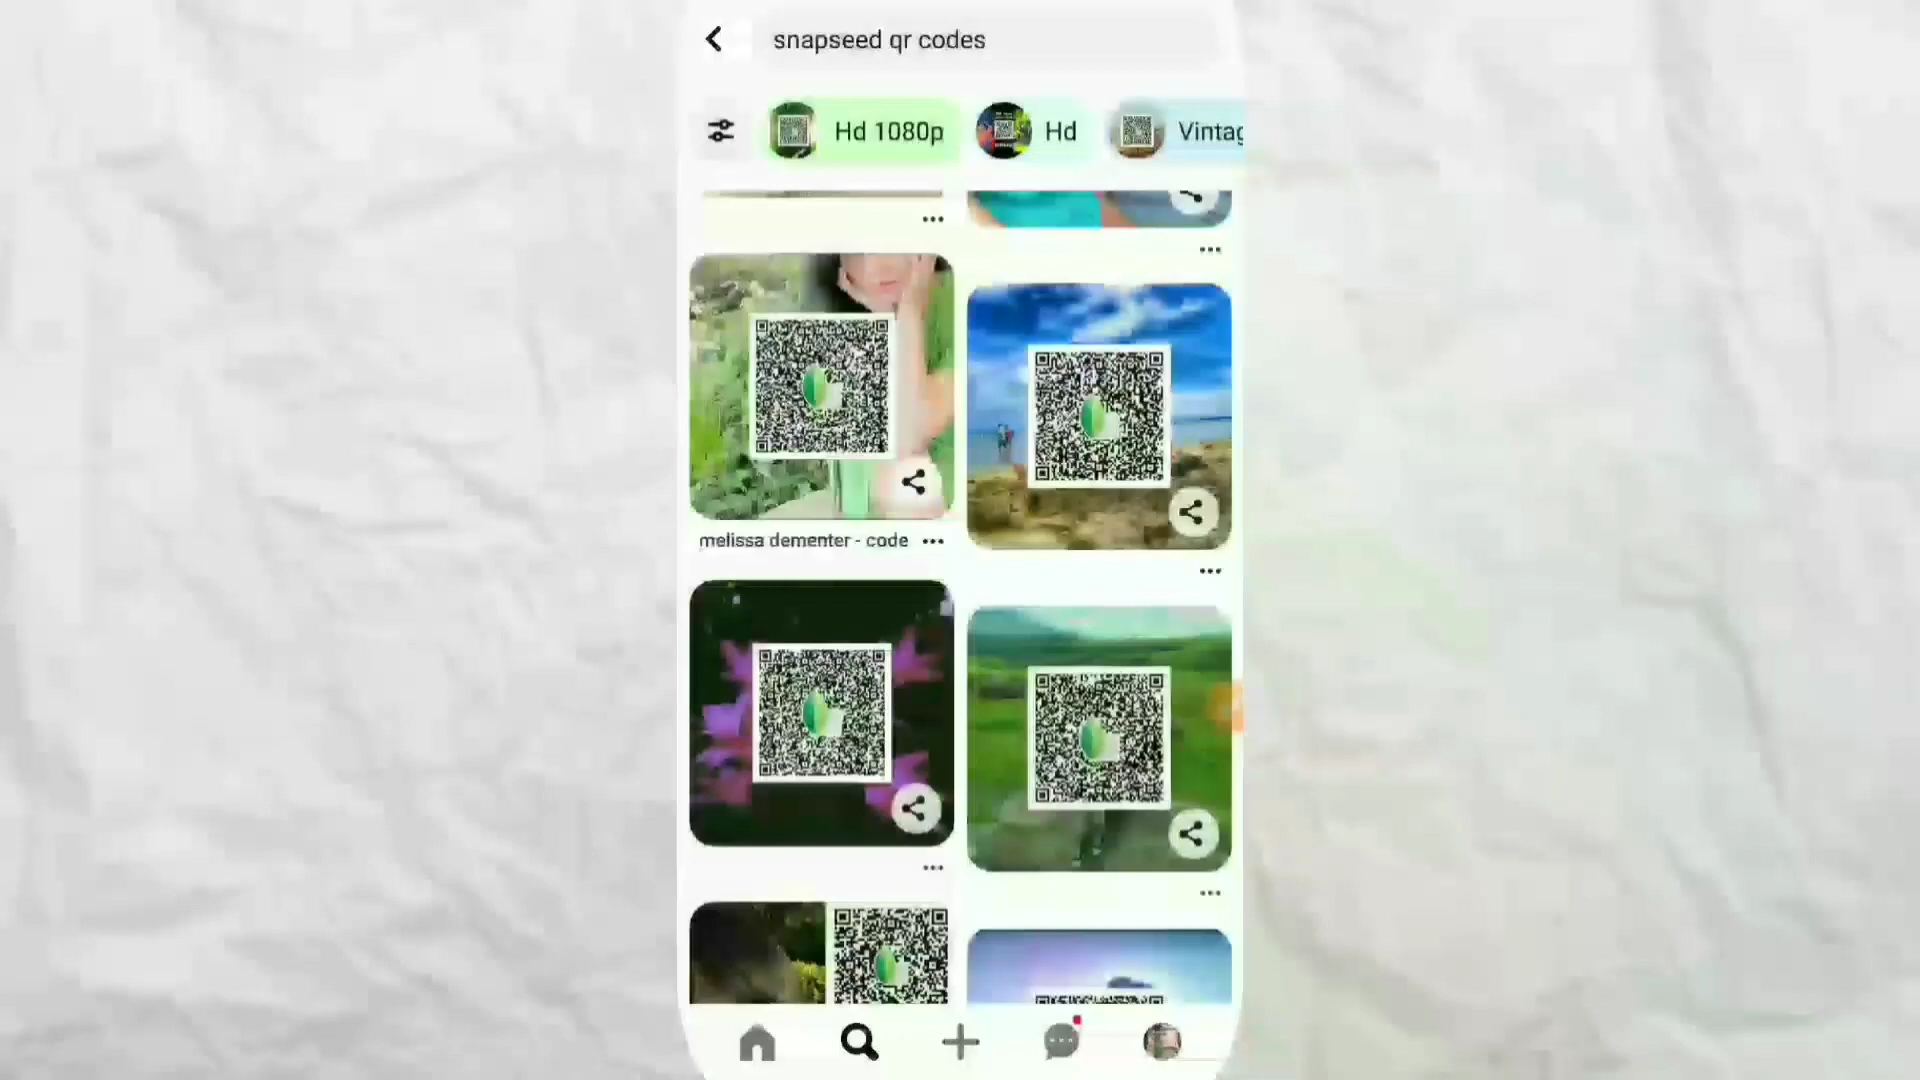 snapseed qr codes
Hd 1080p
Hd
Vintag
melissa dementer - code